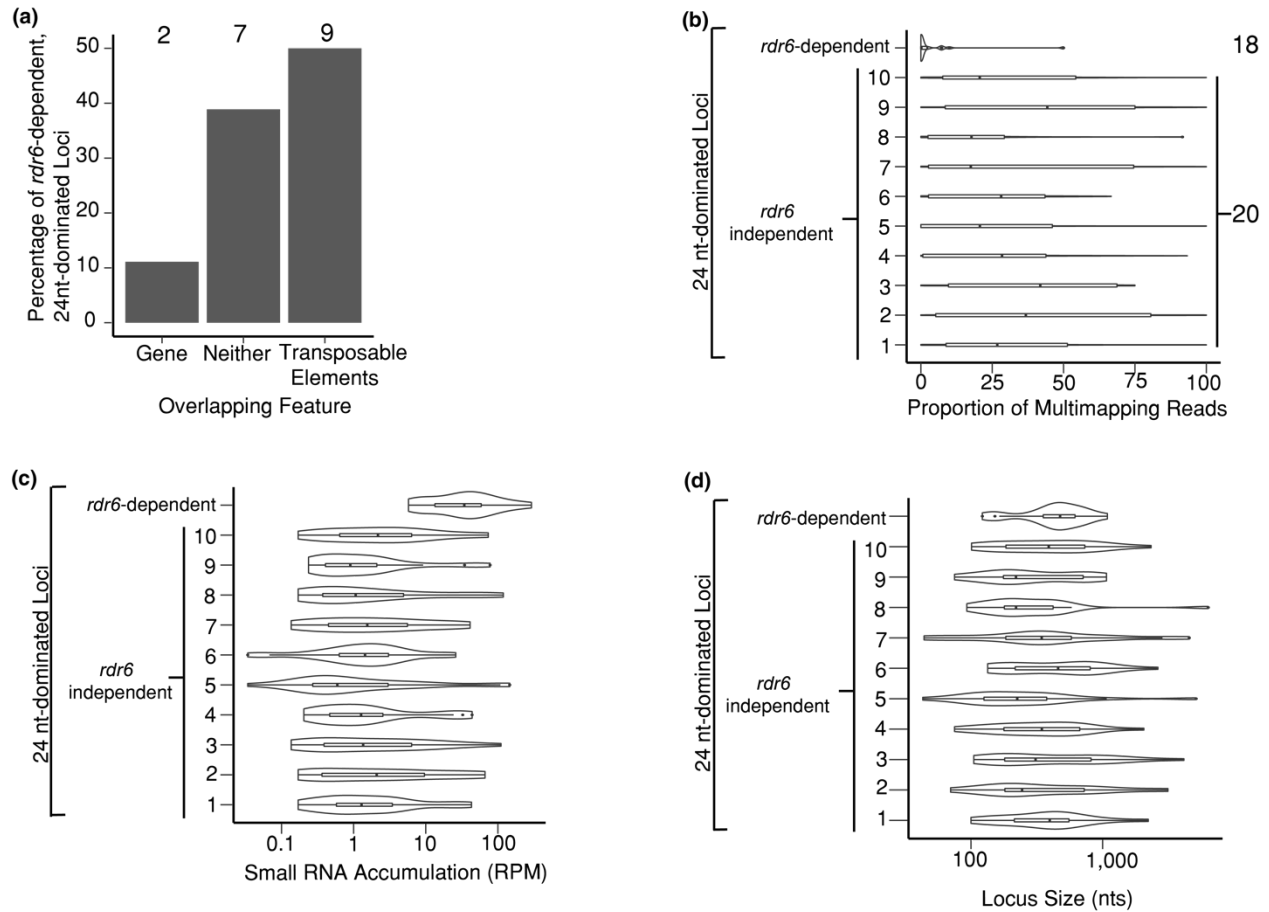 (a)
Percentage of rdr6-dependent,
24nt-dominated Loci
2 7 9
50
40
30
20
10
0
Gene Neither Transposable
Elements
Overlapping Feature
(b)
24 nt-dominated Loci
rdr6-dependent
18
rdr6
independent
10
9
8
7
6
5
4
3
2
1
20
0 25 50 75 100
Proportion of Multimapping Reads
(c)
24 nt-dominated Loci
rdr6-dependent
rdr6
independent
10
9
8
7
6
5
4
3
2
1
0.1 1 10 100
Small RNA Accumulation (RPM)
(d)
24 nt-dominated Loci
rdr6-dependent
rdr6
independent
10
9
8
7
6
5
4
3
2
1
100 1,000
Locus Size (nts)